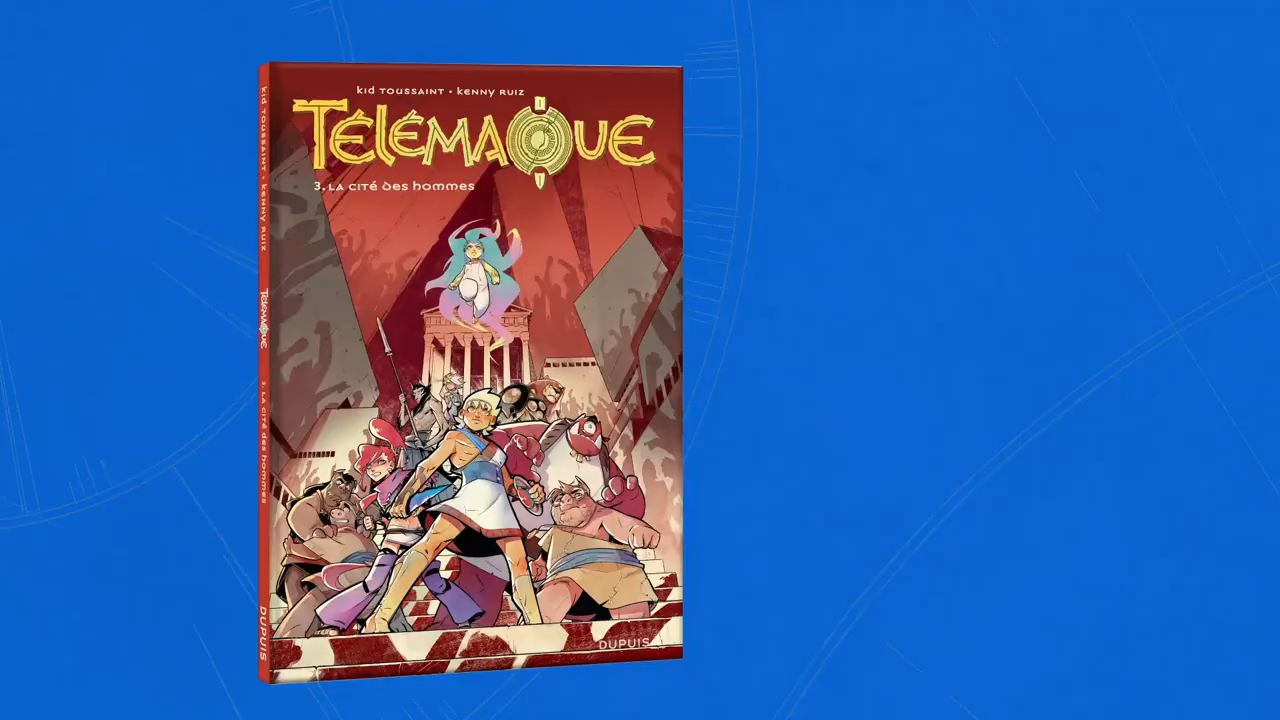 kid TOUSSAINT • kenny RUIZ
TÉLÉMAQUE
3. LA CITÉ des hommes
DUPUIS
kid TOUSSAINT • kenny RUIZ
TÉLÉMAQUE
3. LA CITÉ des hommes
DUPUIS